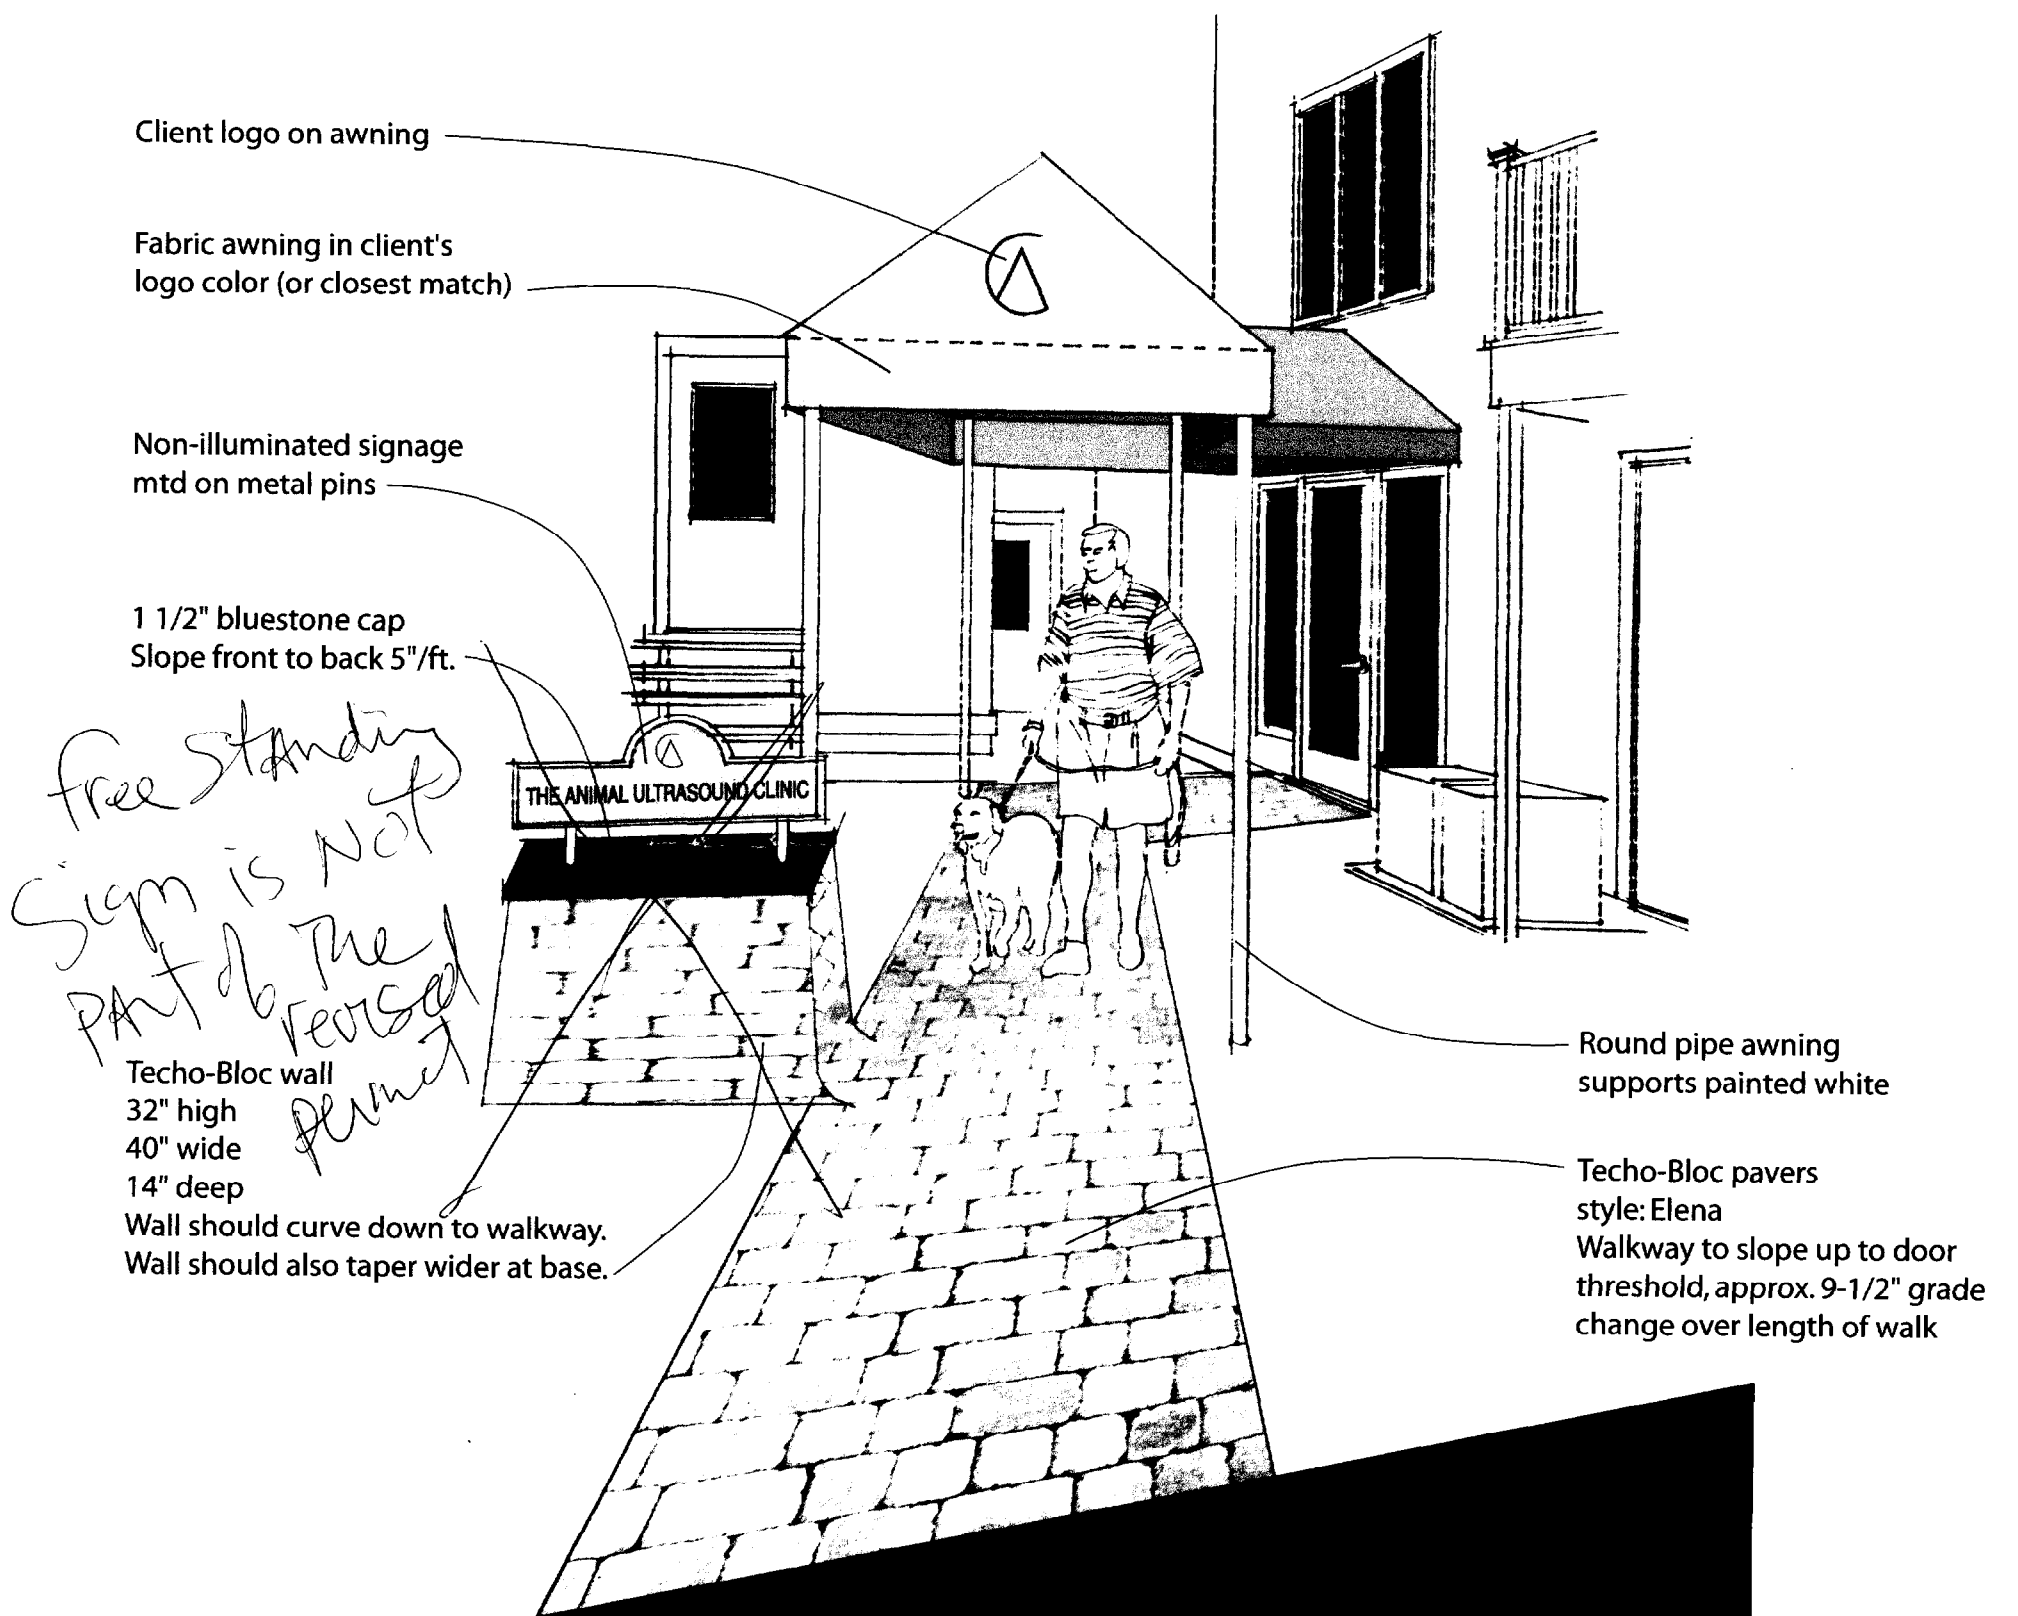 Client logo on awning
Fabric awning in client's
logo color (or closest match)
Non-illuminated signage
mtd on metal pins
1 1/2" bluestone cap
Slope front to back 5"/ft.
free standing
Sign is Not
part of The
revised
permit
THE ANIMAL ULTRASOUND CLINIC
Techo-Bloc wall
32" high
40" wide
14" deep
Wall should curve down to walkway.
Wall should also taper wider at base.
Round pipe awning
supports painted white
Techo-Bloc pavers
style: Elena
Walkway to slope up to door
threshold, approx. 9-1/2" grade
change over length of walk